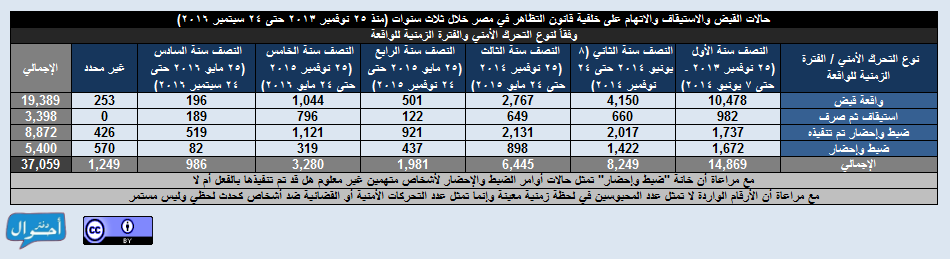 حالات القبض والاستيقاف والاتهام على خلفية قانون التظاهر في مصر خلال ثلاث سنوات (منذ ٢٥ نوفمبر ٢٠١٣ حتى ٢٤ سبتمبر ٢٠١٦)
وفقاً لنوع التحرك الأمني والفترة الزمنية للواقعة
نوع التحرك الأمني / الفترة الزمنية للواقعة النصف سنة الأول (٢٥ نوفمبر ٢٠١٣ - حتى ٧ يونيو ٢٠١٤) النصف سنة الثاني (٨ يونيو ٢٠١٤ حتى ٢٤ نوفمبر ٢٠١٤) النصف سنة الثالث (٢٥ نوفمبر ٢٠١٤ حتى ٢٤ مايو ٢٠١٥) النصف سنة الرابع (٢٥ مايو ٢٠١٥ حتى ٢٤ نوفمبر ٢٠١٥) النصف سنة الخامس (٢٥ نوفمبر ٢٠١٥ حتى ٢٤ مايو ٢٠١٦) النصف سنة السادس (٢٥ مايو ٢٠١٦ حتى ٢٤ سبتمبر ٢٠١٦) غير محدد الإجمالي
واقعة قبض 10,478 4,150 2,767 501 1,044 196 253 19,389
استيقاف ثم صرف 982 660 649 122 796 189 0 3,398
ضبط وإحضار تم تنفيذه 1,737 2,017 2,131 921 1,121 519 426 8,872
ضبط وإحضار 1,672 1,422 898 437 319 82 570 5,400
الإجمالي 14,869 8,249 6,445 1,981 3,280 986 1,249 37,059
مع مراعاة أن خانة "ضبط وإحضار" تمثل حالات أوامر الضبط والإحضار لأشخاص متهمين غير معلوم هل قد تم تنفيذها بالفعل أم لا
مع مراعاة أن الأرقام الواردة لا تمثل عدد المحبوسين في لحظة زمنية معينة وإنما تمثل عدد التحركات الأمنية أو القضائية ضد أشخاص كحدث لحظي وليس مستمر
دفتر أحوال
cc
BY